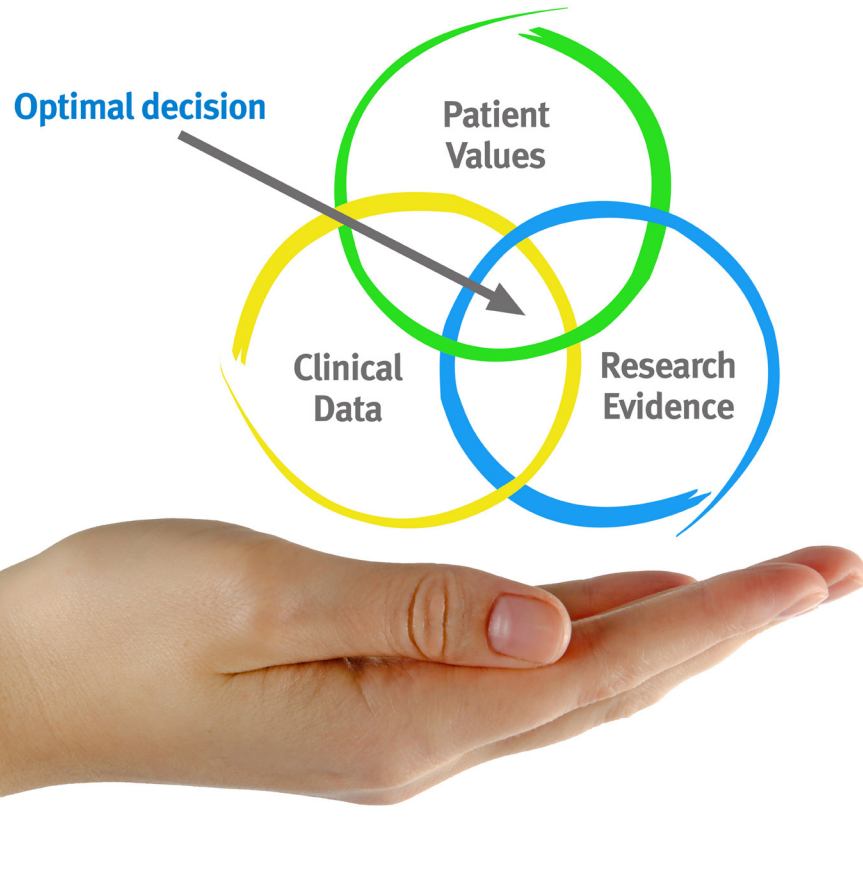 Optimal decision
Patient
Values
Clinical
Data
Research
Evidence